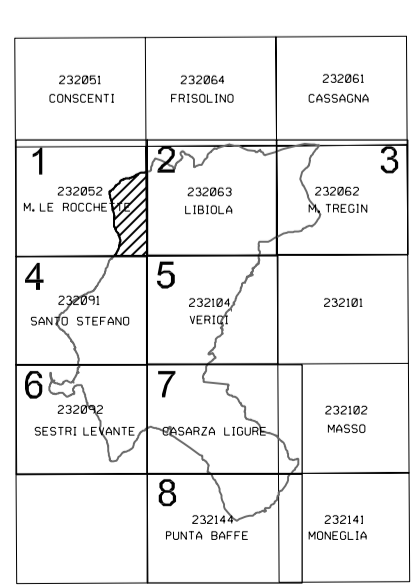 232051
CONSCENTI
232064
FRISOLINO
232061
CASSAGNA
1
232052
M. LE ROCCHETTE
2
232063
LIBIOLA
3
232062
M. TREGIN
4
232091
SANTO STEFANO
5
232104
VERICI
232101
6
232092
SESTRI LEVANTE
7
CASARZA LIGURE
232102
MASSO
8
232144
PUNTA BAFFE
232141
MONEGLIA